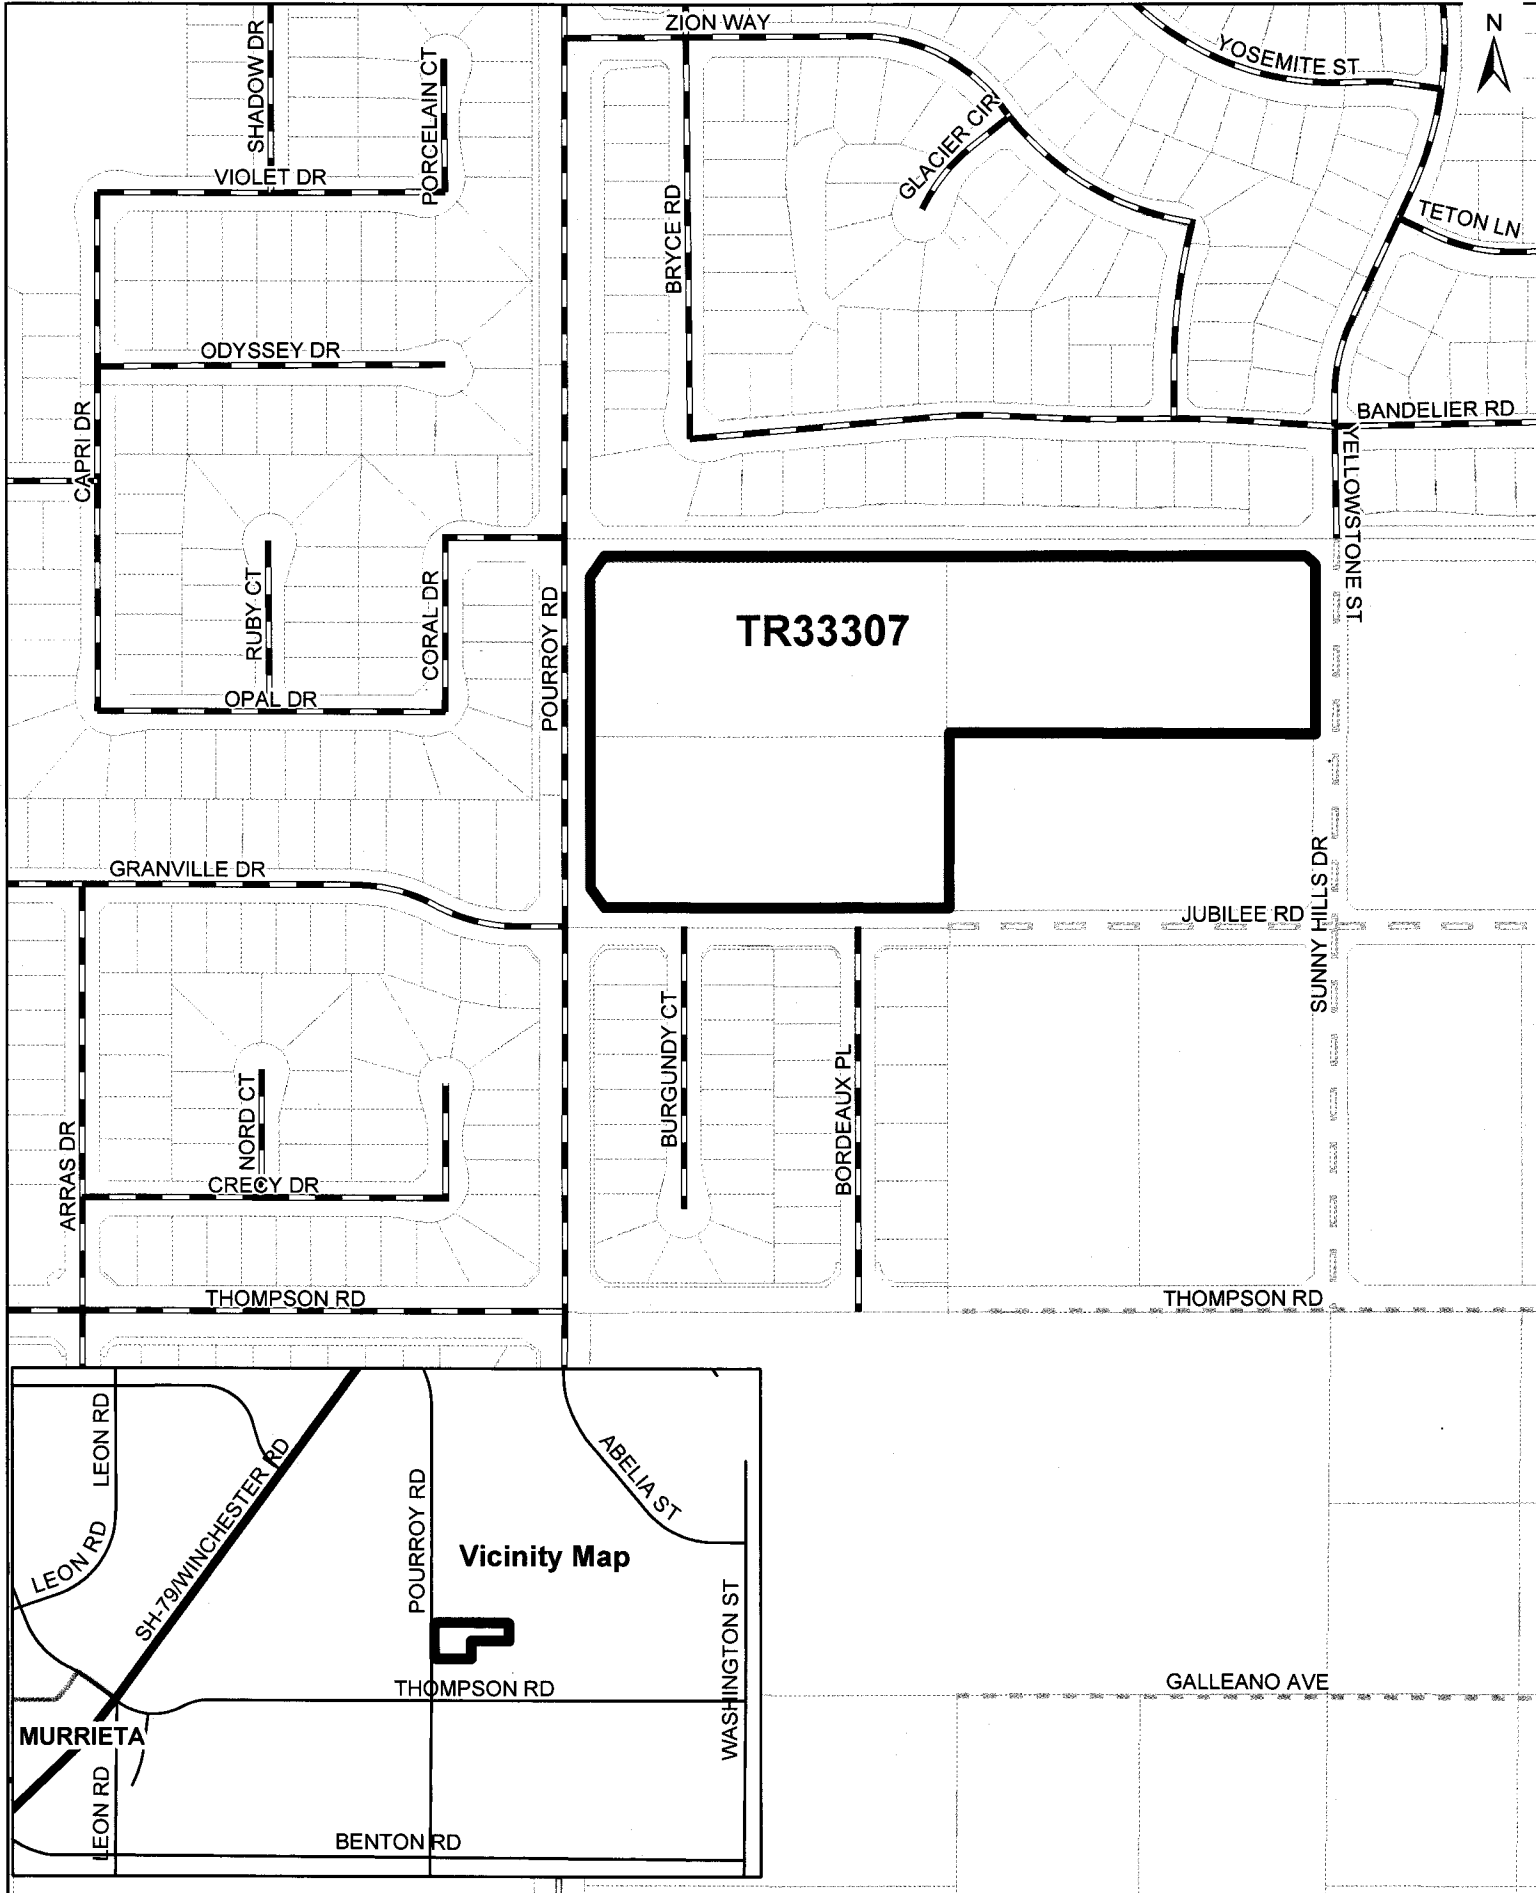 ZION WAY
N
SHADOW DR
PORCELAIN CT
YOSEMITE ST
GLACIER CIR
VIOLET DR
BRYCE RD
TETON LN
ODYSSEY DR
CAPRI DR
BANDELIER RD
YELLOWSTONE ST
RUBY CT
CORAL DR
POURROY RD
TR33307
OPAL DR
GRANVILLE DR
JUBILEE RD
SUNNY HILLS DR
BURGUNDY CT
BORDEAUX PL
NORD CT
ARRAS DR
CRECY DR
THOMPSON RD
THOMPSON RD
LEON RD
SH-79/WINCHESTER RD
POURROY RD
ABELIA ST
LEON RD
Vicinity Map
WASHINGTON ST
THOMPSON RD
GALLEANO AVE
MURRIETA
LEON RD
BENTON RD